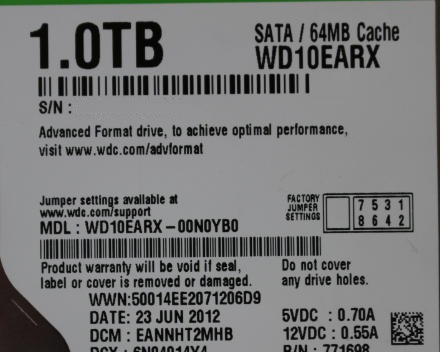 1.0TB
SATA / 64MB Cache
WD10EARX
S/N :
Advanced Format drive, to achieve optimal performance,
visit www.wdc.com/advformat
Jumper settings available at
www.wdc.com/support
FACTORY
JUMPER
SETTINGS
7 5 3 1
8 6 4 2
MDL : WD10EARX - 00N0YB0
Product warranty will be void if seal,
label or cover is removed or damaged.
Do not cover
any drive holes.
WWN:50014EE2071206D9
DATE: 23 JUN 2012
DCM : EANNHT2MHB
5VDC : 0.70A
12VDC : 0.55A
R/N : 771698